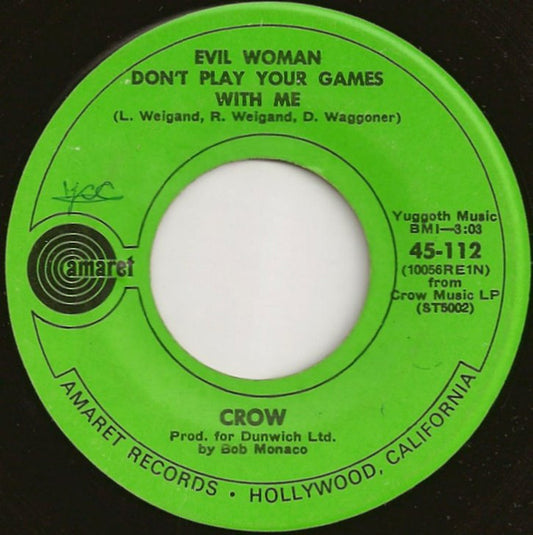 EVIL WOMAN
DON'T PLAY YOUR GAMES
WITH ME
(L. Weigand, R. Weigand, D. Waggoner)
Yuggoth Music
BMI—3:03
45-112
(10056RE1N)
from
Crow Music LP
(ST5002)
amaret
CROW
Prod. for Dunwich Ltd.
by Bob Monaco
AMARET RECORDS • HOLLYWOOD, CALIFORNIA